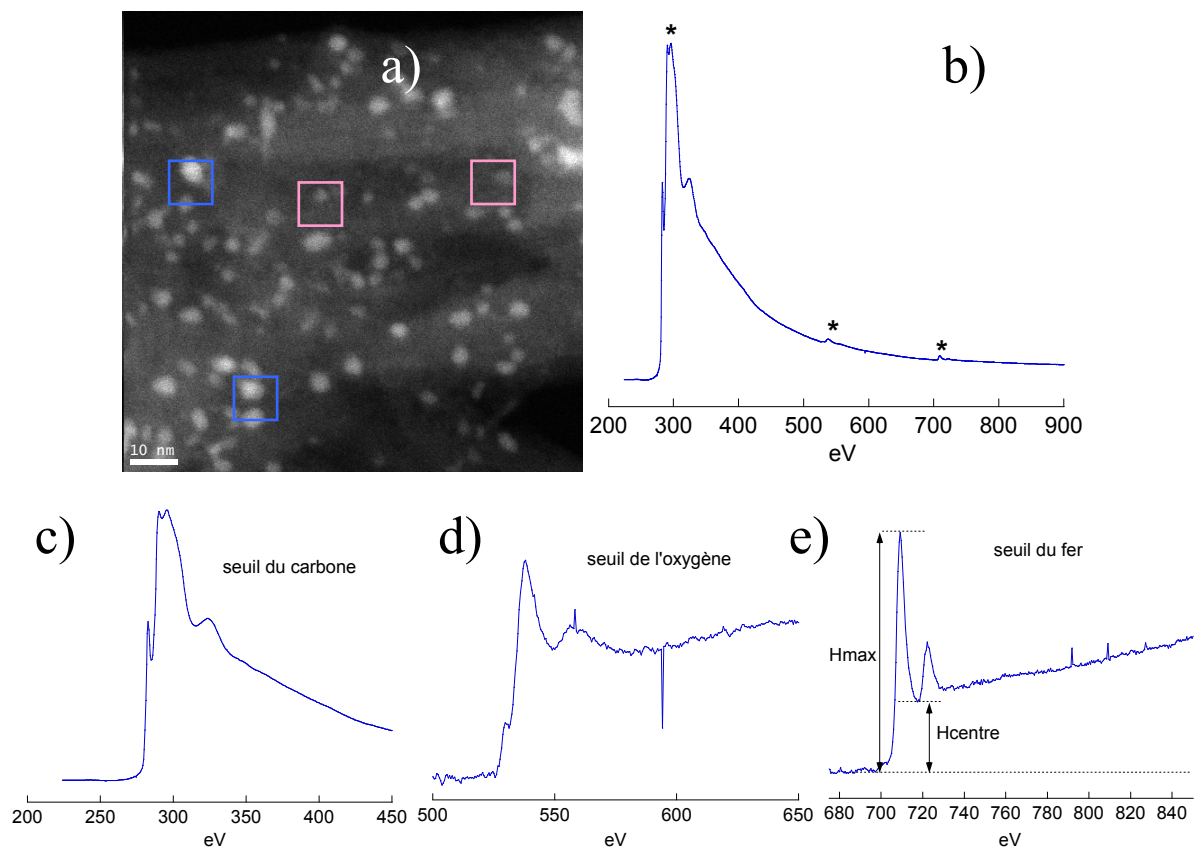 a)
10 nm
b)
*
*
*
200 300 400 500 600 700 800 900
eV
c)
seuil du carbone
200 250 300 350 400 450
eV
d)
seuil de l'oxygène
500 550 600 650
eV
e)
seuil du fer
Hmax
Hcentre
680 700 720 740 760 780 800 820 840
eV